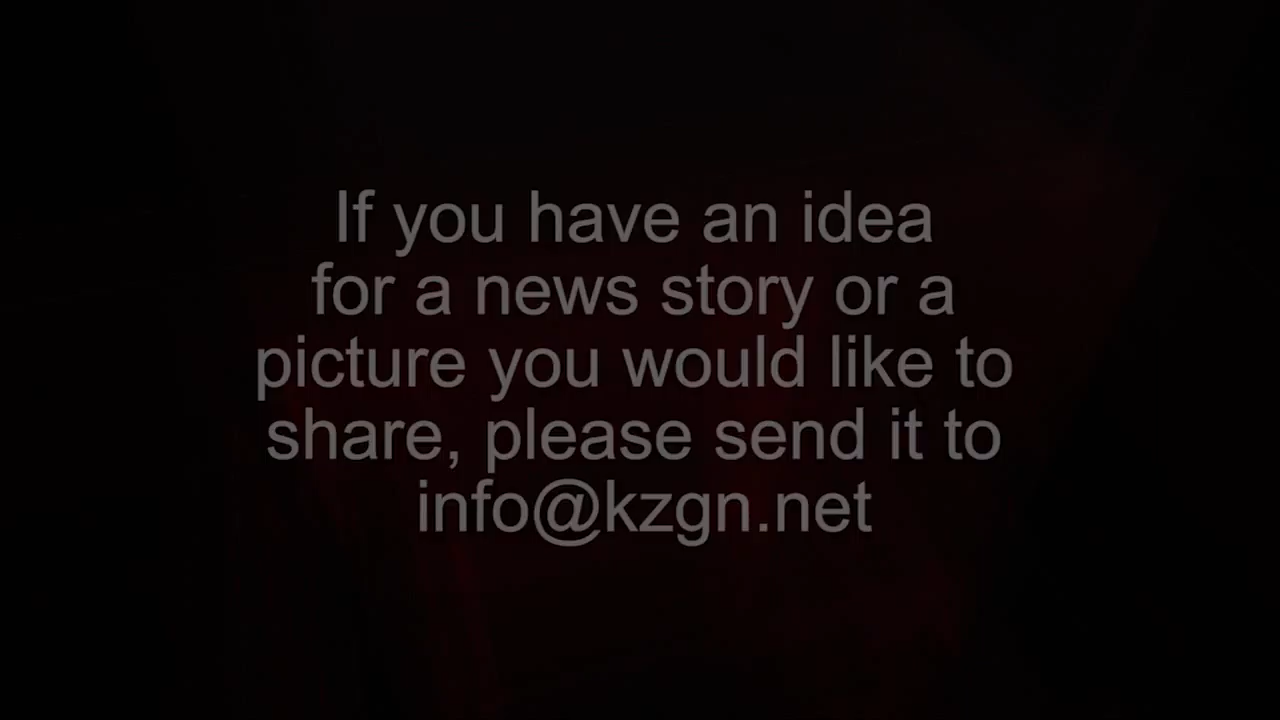 If you have an idea
for a news story or a
picture you would like to
share, please send it to
info@kzgn.net